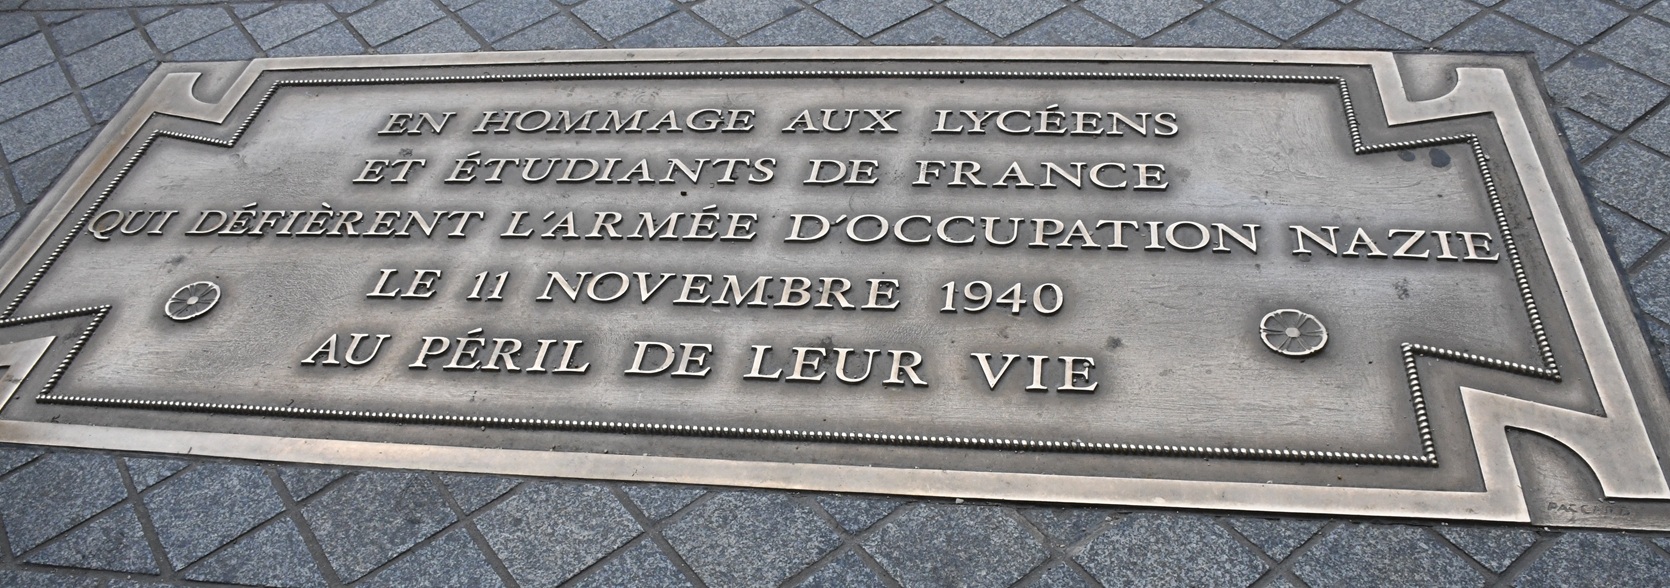 EN HOMMAGE AUX LYCÉENS
ET ÉTUDIANTS DE FRANCE
QUI DÉFIÈRENT L'ARMÉE D'OCCUPATION NAZIE
LE 11 NOVEMBRE 1940
AU PÉRIL DE LEUR VIE